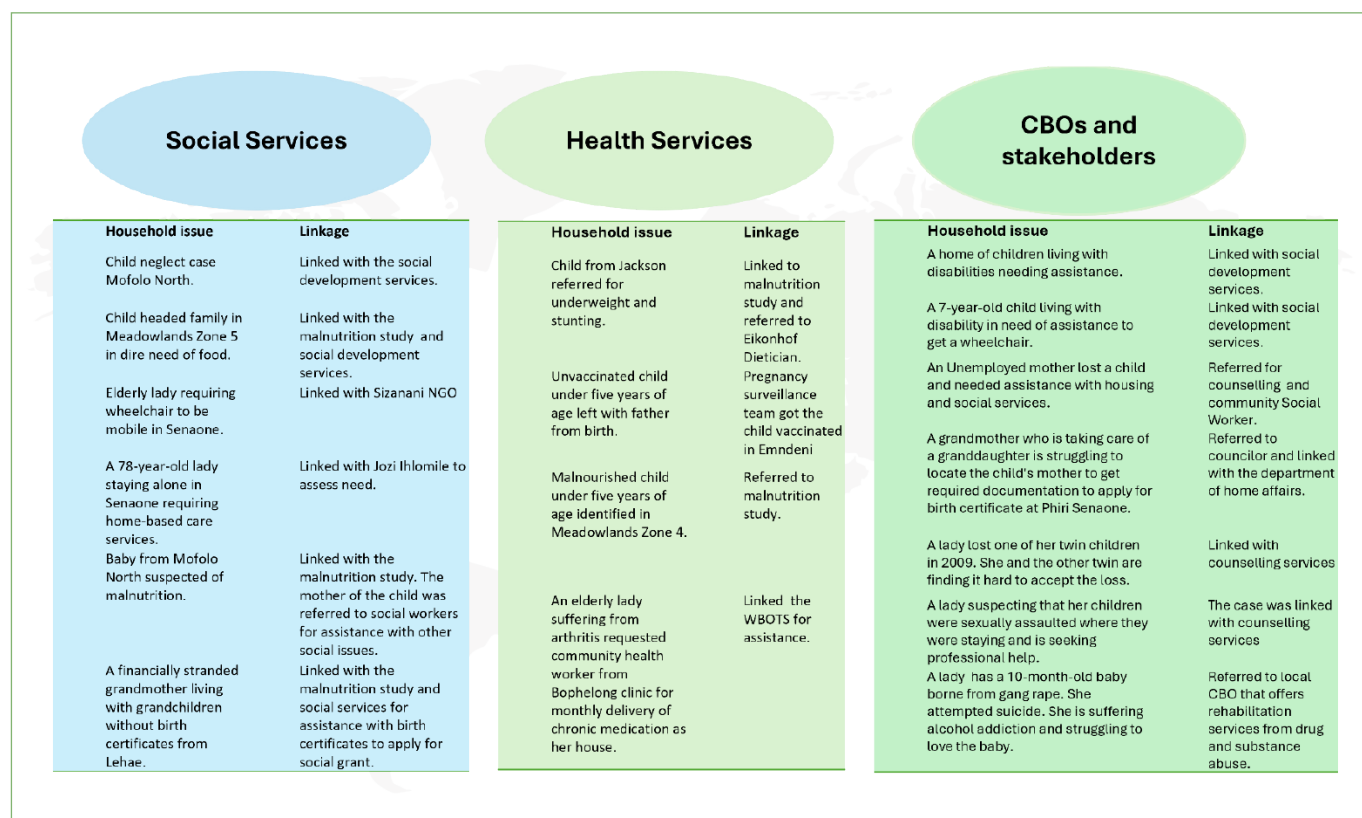 Social Services
Household issue
Linkage
Child neglect case
Mofolo North.
Linked with the social
development services.
Child headed family in
Meadowlands Zone 5
in dire need of food.
Linked with the
malnutrition study and
social development
services.
Elderly lady requiring
wheelchair to be
mobile in Senaone.
Linked with Sizanani NGO
A 78-year-old lady
staying alone in
Senaone requiring
home-based care
services.
Linked with Jozi Ihlomile to
assess need.
Baby from Mofolo
North suspected of
malnutrition.
Linked with the
malnutrition study. The
mother of the child was
referred to social workers
for assistance with other
social issues.
A financially stranded
grandmother living
with grandchildren
without birth
certificates from
Lehae.
Linked with the
malnutrition study and
social services for
assistance with birth
certificates to apply for
social grant.
Health Services
Household issue
Linkage
Child from Jackson
referred for
underweight and
stunting.
Linked to
malnutrition
study and
referred to
Eikonhof
Dietician.
Unvaccinated child
under five years of
age left with father
from birth.
Pregnancy
surveillance
team got the
child vaccinated
in Emndeni
Malnourished child
under five years of
age identified in
Meadowlands Zone 4.
Referred to
malnutrition
study.
An elderly lady
suffering from
arthritis requested
community health
worker from
Bophelong clinic for
monthly delivery of
chronic medication as
her house.
Linked the
WBOTS for
assistance.
CBOs and
stakeholders
Household issue
Linkage
A home of children living with
disabilities needing assistance.
Linked with social
development
services.
A 7-year-old child living with
disability in need of assistance to
get a wheelchair.
Linked with social
development
services.
An Unemployed mother lost a child
and needed assistance with housing
and social services.
Referred for
counselling and
community Social
Worker.
A grandmother who is taking care of
a granddaughter is struggling to
locate the child's mother to get
required documentation to apply for
birth certificate at Phiri Senaone.
Referred to
councilor and linked
with the department
of home affairs.
A lady lost one of her twin children
in 2009. She and the other twin are
finding it hard to accept the loss.
Linked with
counselling services
A lady suspecting that her children
were sexually assaulted where they
were staying and is seeking
professional help.
The case was linked
with counselling
services
A lady has a 10-month-old baby
borne from gang rape. She
attempted suicide. She is suffering
alcohol addiction and struggling to
love the baby.
Referred to local
CBO that offers
rehabilitation
services from drug
and substance
abuse.